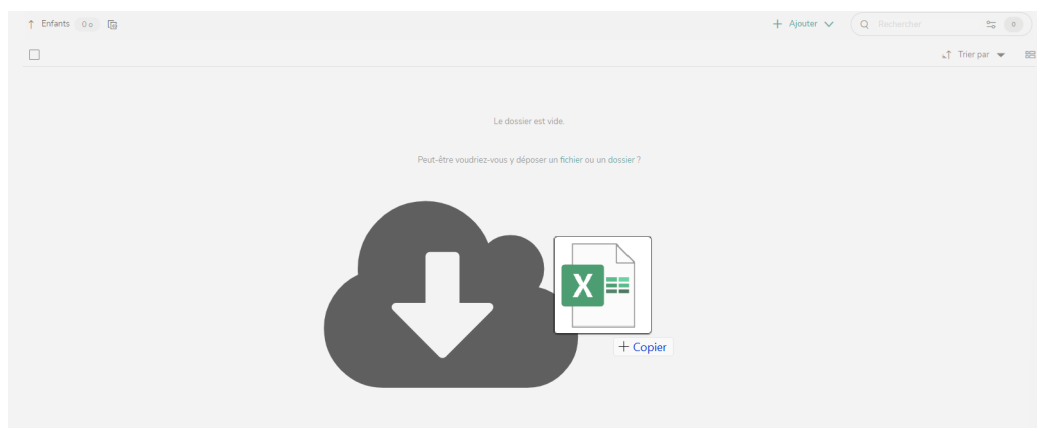 Enfants 0 o
Ajouter
Rechercher
0
Trier par
Le dossier est vide.
Peut-être voudriez-vous y déposer un fichier ou un dossier ?
X
+ Copier